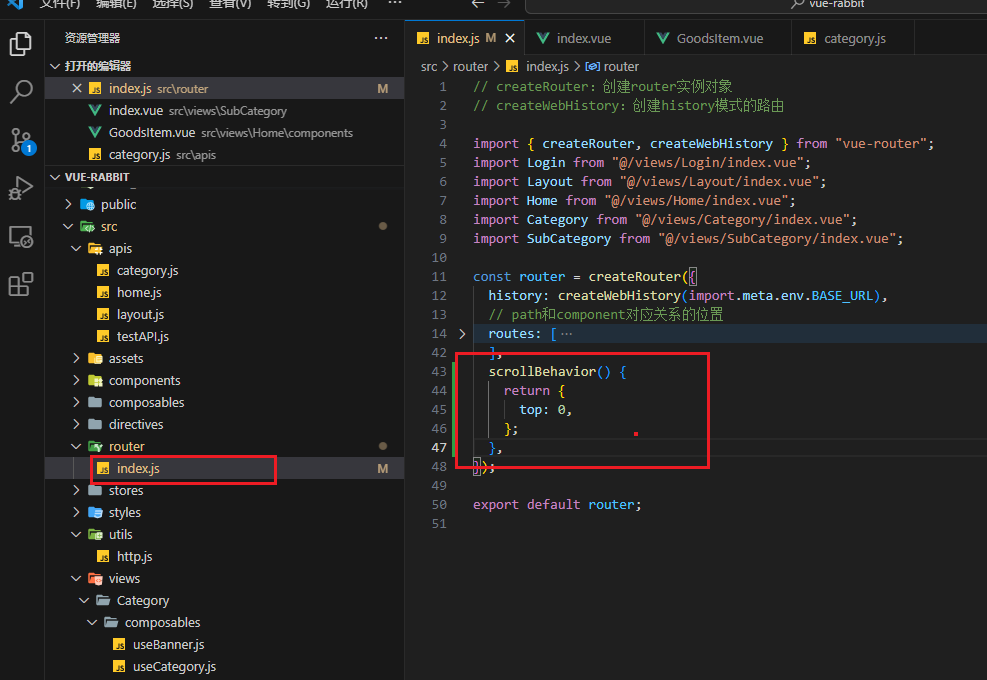 文件(F) 编辑(E) 选择(S) 查看(V) 转到(G) 运行(R) ··· ← → vue-rabbit
资源管理器 ···
打开的编辑器
index.js src\router M
index.vue src\views\SubCategory
GoodsItem.vue src\views\Home\components
category.js src\apis
VUE-RABBIT
public
src
apis
category.js
home.js
layout.js
testAPI.js
assets
components
composables
directives
router
index.js M
stores
styles
utils
http.js
views
Category
composables
useBanner.js
useCategory.js
1
index.js M index.vue GoodsItem.vue category.js
src > router > index.js > router
1 // createRouter：创建router实例对象
2 // createWebHistory：创建history模式的路由
3
4 import { createRouter, createWebHistory } from "vue-router";
5 import Login from "@/views/Login/index.vue";
6 import Layout from "@/views/Layout/index.vue";
7 import Home from "@/views/Home/index.vue";
8 import Category from "@/views/Category/index.vue";
9 import SubCategory from "@/views/SubCategory/index.vue";
10
11 const router = createRouter({
12 history: createWebHistory(import.meta.env.BASE_URL),
13 // path和component对应关系的位置
14 routes: [ ···
42 ],
43 scrollBehavior() {
44 return {
45 top: 0,
46 };
47 },
48 });
49
50 export default router;
51